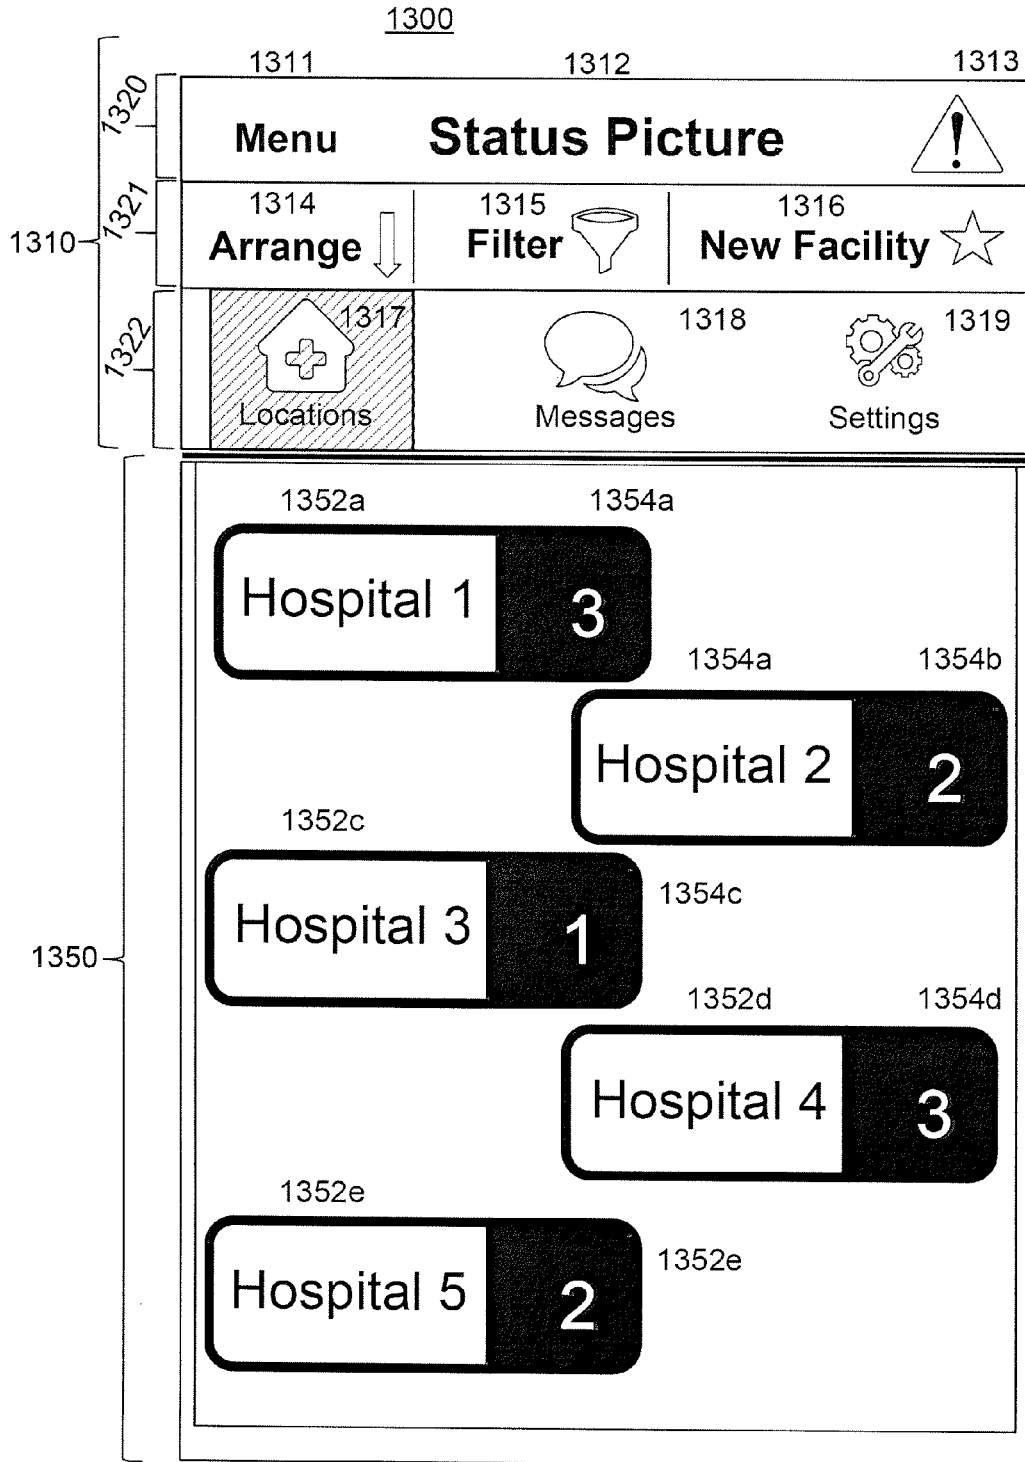 1300
1311 1312 1313
1320
Menu Status Picture !
1310
1321
1314 1315 1316
Arrange Filter New Facility
1322
1317 1318 1319
Locations Messages Settings
1350
1352a 1354a
Hospital 1 3
1354a 1354b
Hospital 2 2
1352c
Hospital 3 1 1354c
1352d 1354d
Hospital 4 3
1352e
Hospital 5 2 1352e